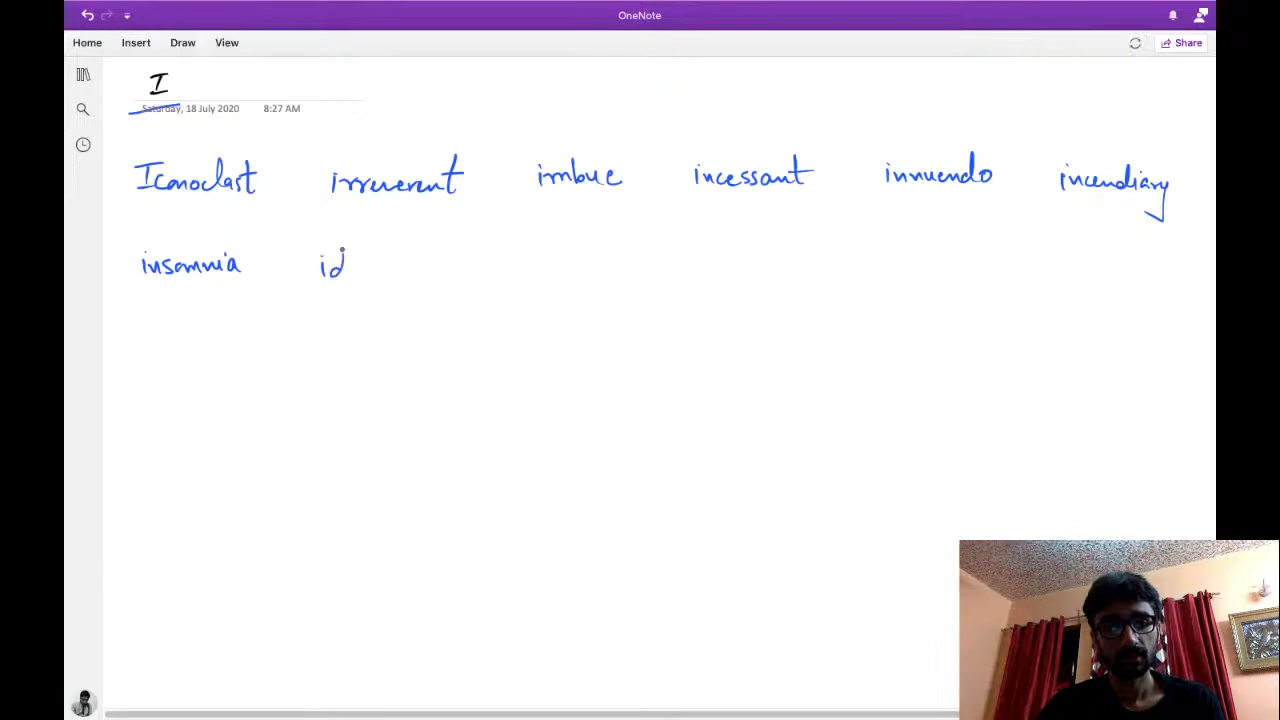 OneNote
Home Insert Draw View Share
I
Saturday, 18 July 2020 8:27 AM
Iconoclast irreverent imbue incessant innuendo incendiary
insomnia id